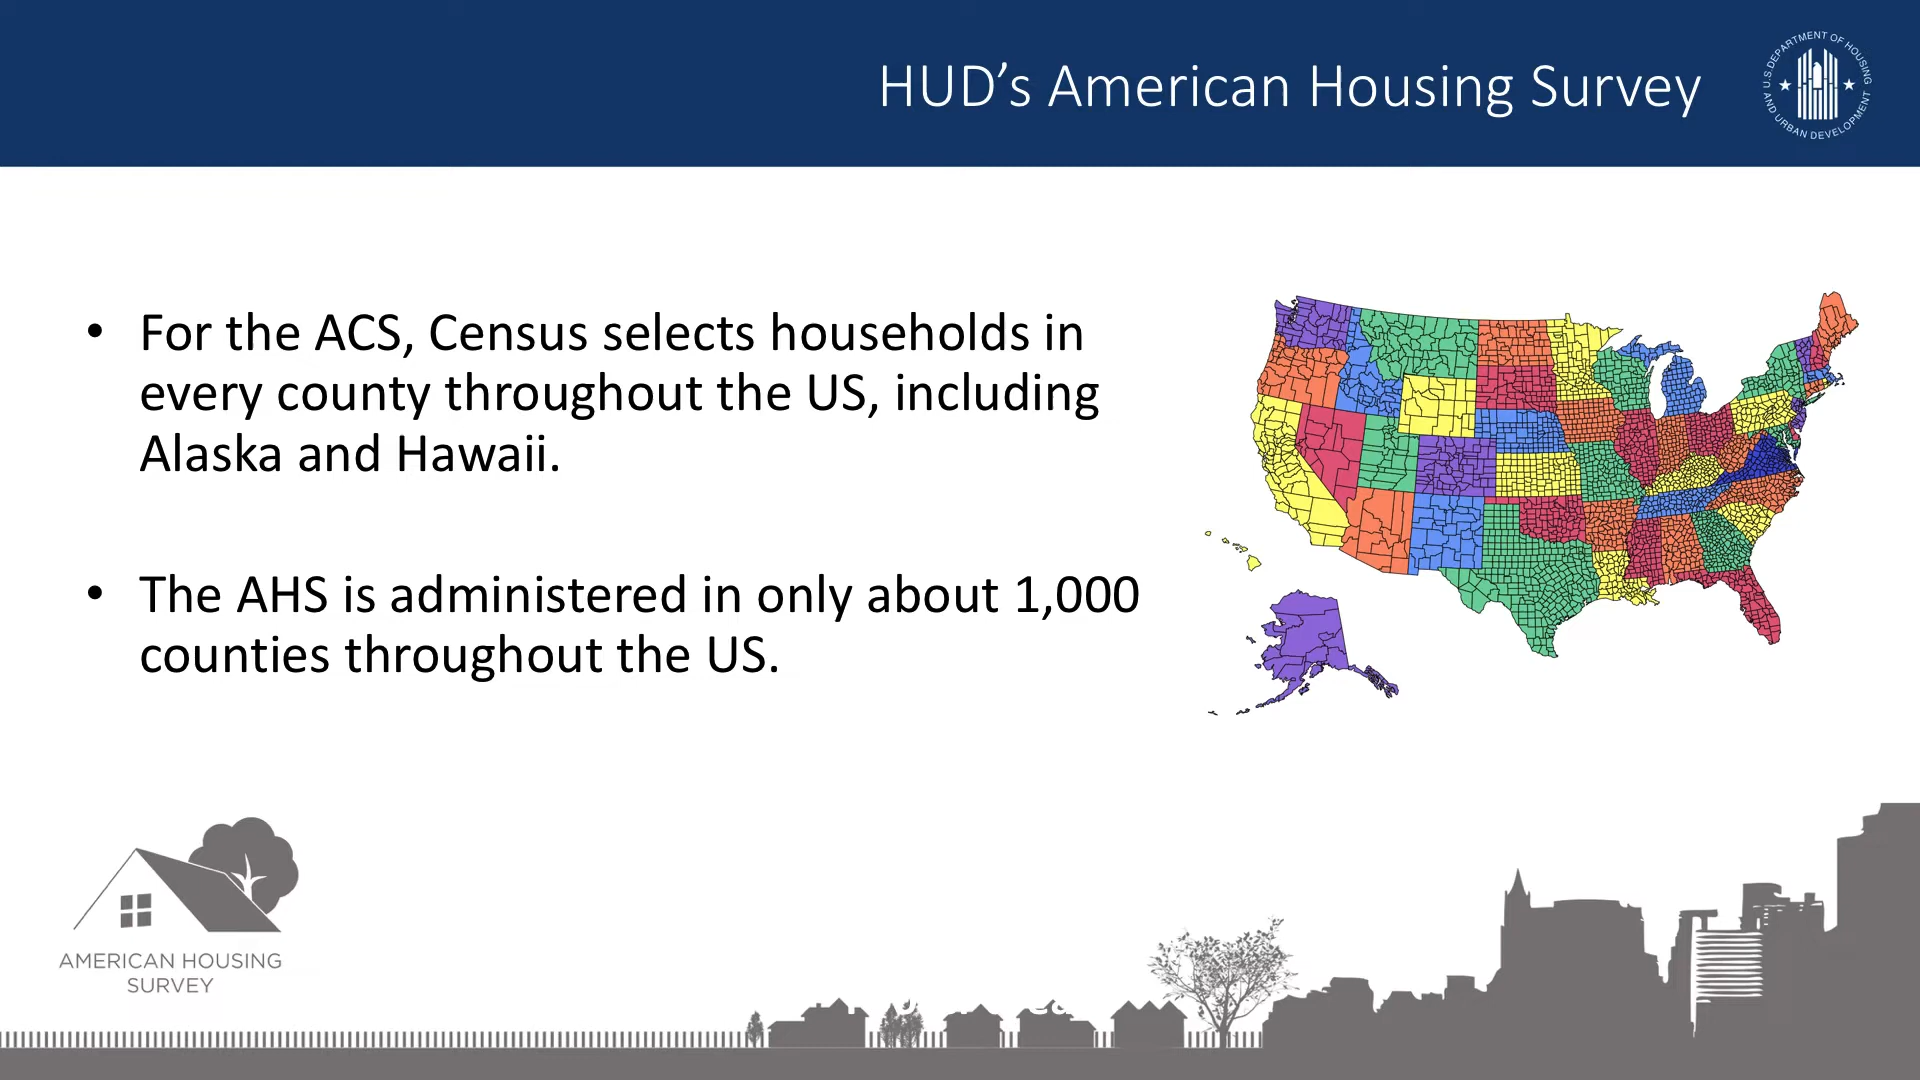 HUD’s American Housing Survey
U.S. DEPARTMENT OF HOUSING
AND URBAN DEVELOPMENT
• For the ACS, Census selects households in
every county throughout the US, including
Alaska and Hawaii.
• The AHS is administered in only about 1,000
counties throughout the US.
AMERICAN HOUSING
SURVEY